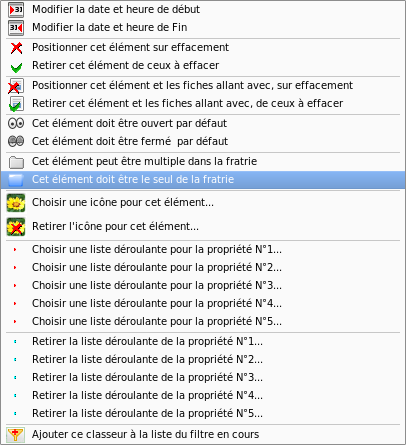 Modifier la date et heure de début
Modifier la date et heure de Fin
Positionner cet élément sur effacement
Retirer cet élément de ceux à effacer
Positionner cet élément et les fiches allant avec, sur effacement
Retirer cet élément et les fiches allant avec, de ceux à effacer
Cet élément doit être ouvert par défaut
Cet élément doit être fermé  par défaut
Cet élément peut être multiple dans la fratrie
Cet élément doit être le seul de la fratrie
Choisir une icône pour cet élément...
Retirer l'icône pour cet élément...
Choisir une liste déroulante pour la propriété N°1...
Choisir une liste déroulante pour la propriété N°2...
Choisir une liste déroulante pour la propriété N°3...
Choisir une liste déroulante pour la propriété N°4...
Choisir une liste déroulante pour la propriété N°5...
Retirer la liste déroulante de la propriété N°1...
Retirer la liste déroulante de la propriété N°2...
Retirer la liste déroulante de la propriété N°3...
Retirer la liste déroulante de la propriété N°4...
Retirer la liste déroulante de la propriété N°5...
Ajouter ce classeur à la liste du filtre en cours